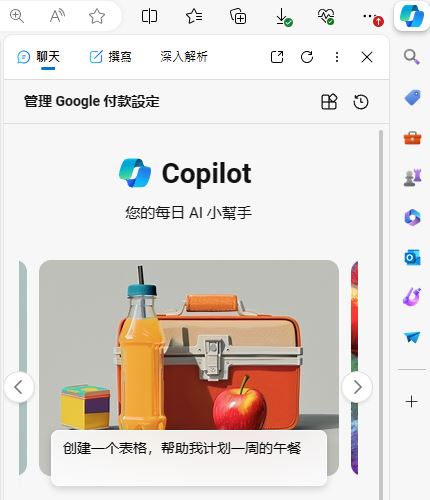 聊天 撰寫 深入解析
管理 Google 付款設定
Copilot
您的每日 AI 小幫手
创建一个表格，帮助我计划一周的午餐